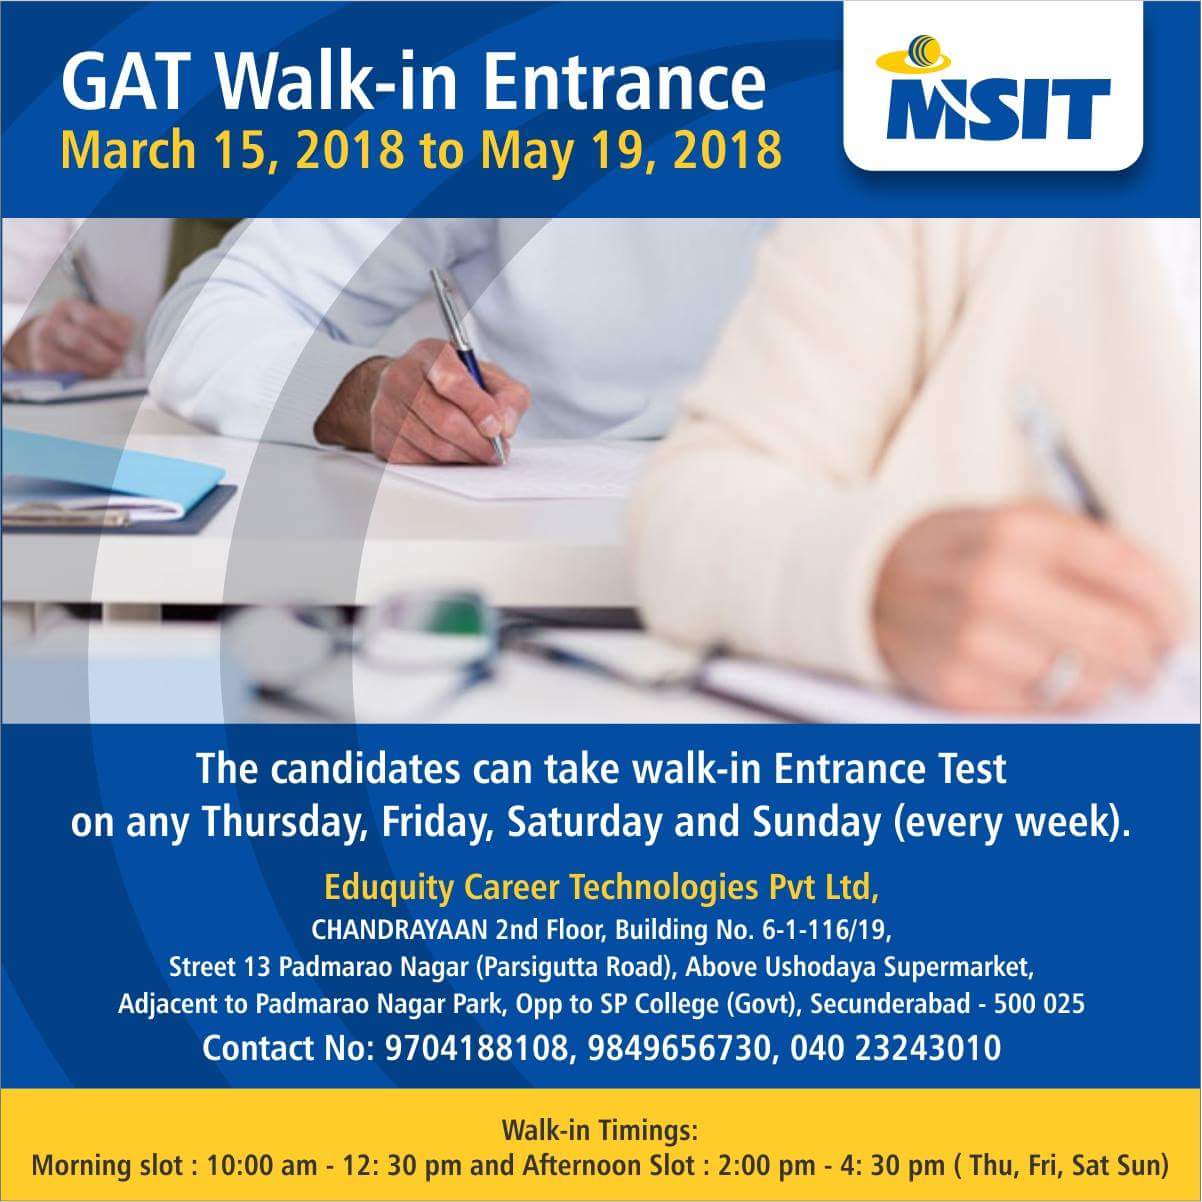 GAT Walk-in Entrance
March 15, 2018 to May 19, 2018
MSIT
The candidates can take walk-in Entrance Test
on any Thursday, Friday, Saturday and Sunday (every week).
Eduquity Career Technologies Pvt Ltd,
CHANDRAYAAN 2nd Floor, Building No. 6-1-116/19,
Street 13 Padmarao Nagar (Parsigutta Road), Above Ushodaya Supermarket,
Adjacent to Padmarao Nagar Park, Opp to SP College (Govt), Secunderabad - 500 025
Contact No: 9704188108, 9849656730, 040 23243010
Walk-in Timings:
Morning slot : 10:00 am - 12: 30 pm and Afternoon Slot : 2:00 pm - 4: 30 pm ( Thu, Fri, Sat Sun)